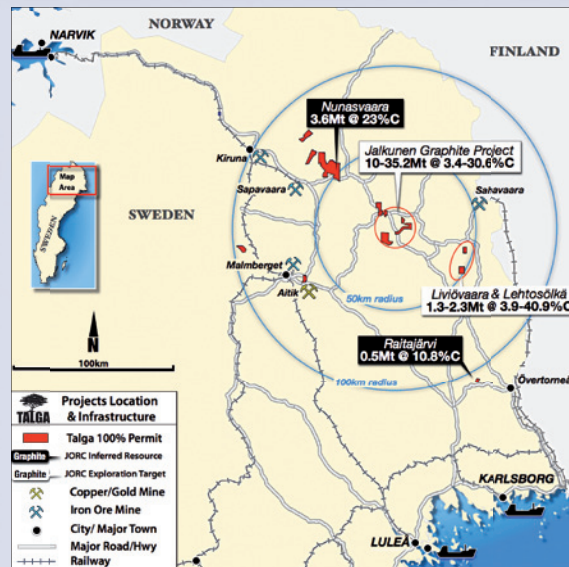 NARVIK
NORWAY
FINLAND
Nunasvaara
3.6Mt @ 23%C
Kiruna
Jalkunen Graphite Project
10-35.2Mt @ 3.4-30.6%C
Sapavaara
Sahavaara
Map
Area
SWEDEN
SWEDEN
Malmberget
Aitik
50km radius
Liviövaara & Lehtosölkä
1.3-2.3Mt @ 3.9-40.9%C
N
Raitajärvi
0.5Mt @ 10.8%C
100km
100km radius
Övertorneå
TALGA
Projects Location
& Infrastructure
Talga 100% Permit
Graphite JORC Inferred Resource
Graphite JORC Exploration Target
Copper/Gold Mine
Iron Ore Mine
City/ Major Town
Major Road/Hwy
Railway
KARLSBORG
LULEÅ